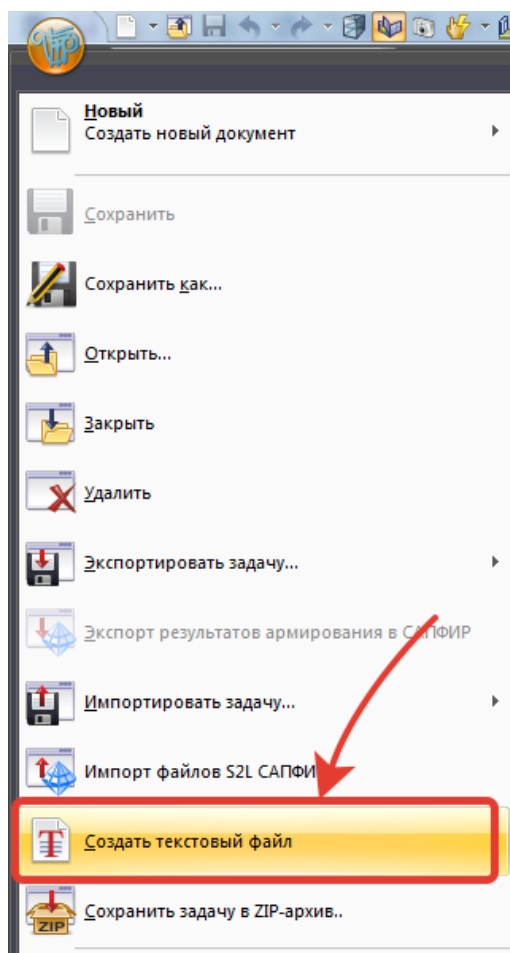 Новый
Создать новый документ
Сохранить
Сохранить как...
Открыть...
Закрыть
Удалить
Экспортировать задачу...
Экспорт результатов армирования в САПФИР
Импортировать задачу...
Импорт файлов S2L САПФИ
T
Создать текстовый файл
ZIP
Сохранить задачу в ZIP-архив..